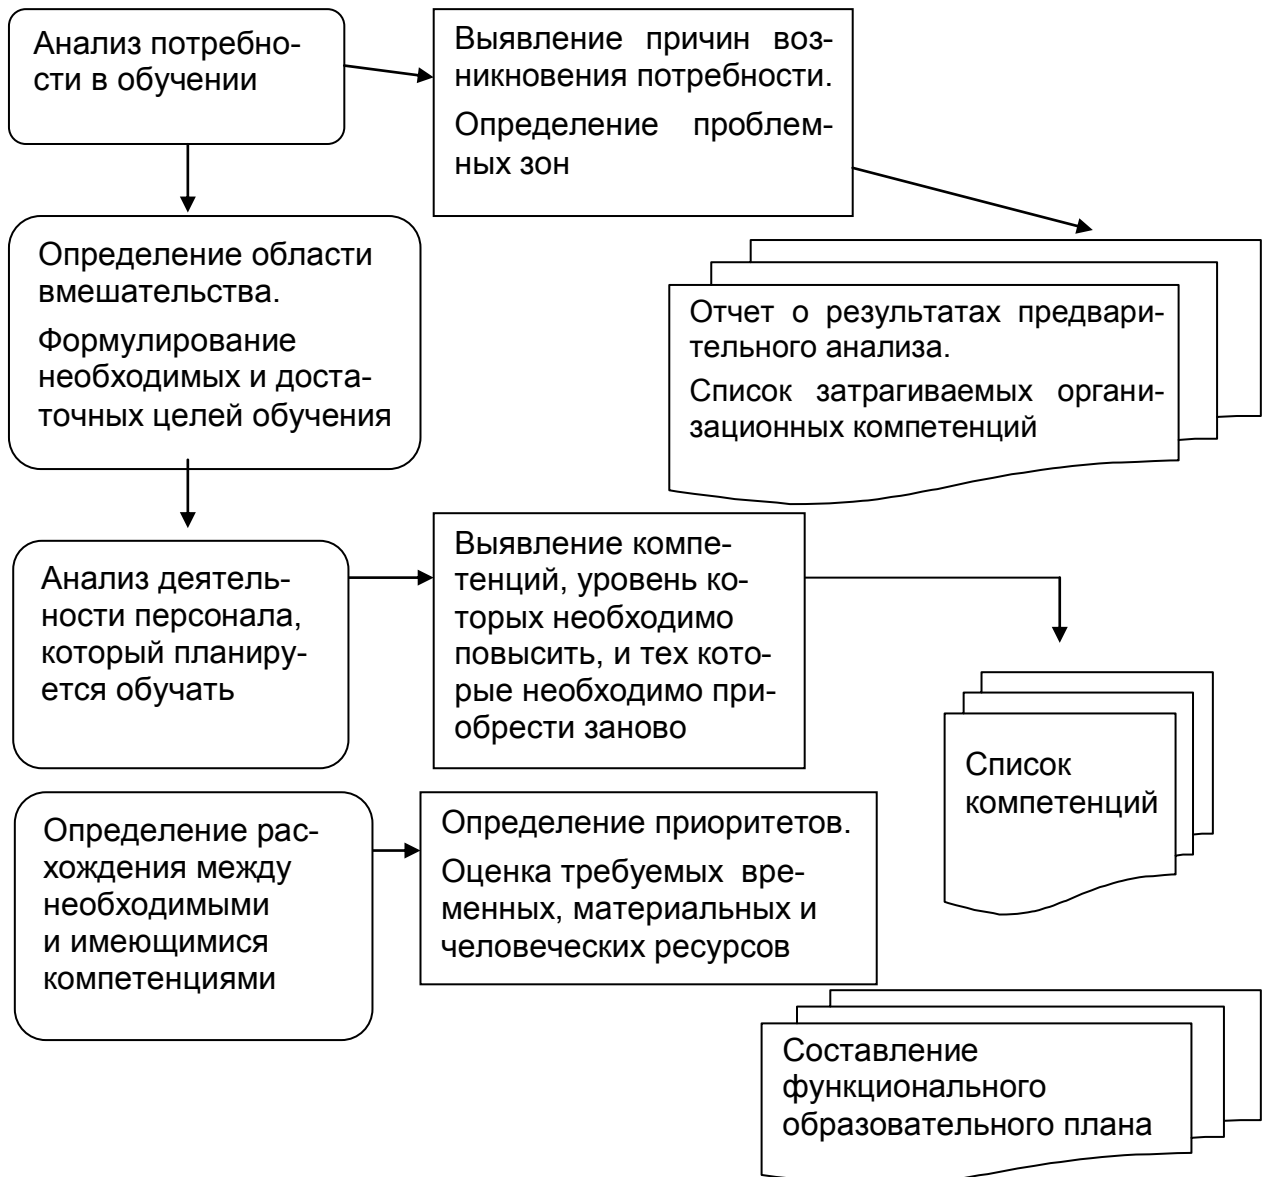 Анализ потребно-
сти в обучении
Выявление причин воз-
никновения потребности.
Определение проблем-
ных зон
Определение области
вмешательства.
Формулирование
необходимых и доста-
точных целей обучения
Отчет о результатах предвари-
тельного анализа.
Список затрагиваемых органи-
зационных компетенций
Анализ деятель-
ности персонала,
который планиру-
ется обучать
Выявление компе-
тенций, уровень ко-
торых необходимо
повысить, и тех кото-
рые необходимо при-
обрести заново
Список
компетенций
Определение рас-
хождения между
необходимыми
и имеющимися
компетенциями
Определение приоритетов.
Оценка требуемых вре-
менных, материальных и
человеческих ресурсов
Составление
функционального
образовательного плана